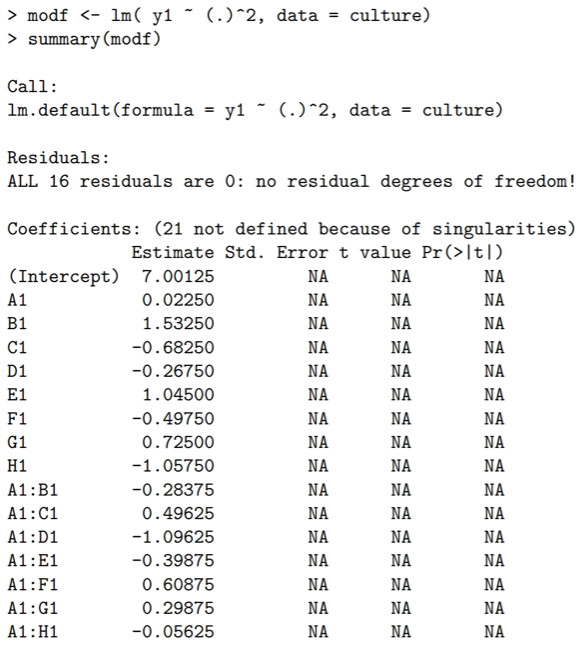 > modf <- lm( y1 ~ (.)^2, data = culture)
> summary(modf)
Call:
lm.default(formula = y1 ~ (.)^2, data = culture)
Residuals:
ALL 16 residuals are 0: no residual degrees of freedom!
Coefficients: (21 not defined because of singularities)
Estimate Std. Error t value Pr(>|t|)
(Intercept) 7.00125 NA NA NA
A1 0.02250 NA NA NA
B1 1.53250 NA NA NA
C1 -0.68250 NA NA NA
D1 -0.26750 NA NA NA
E1 1.04500 NA NA NA
F1 -0.49750 NA NA NA
G1 0.72500 NA NA NA
H1 -1.05750 NA NA NA
A1:B1 -0.28375 NA NA NA
A1:C1 0.49625 NA NA NA
A1:D1 -1.09625 NA NA NA
A1:E1 -0.39875 NA NA NA
A1:F1 0.60875 NA NA NA
A1:G1 0.29875 NA NA NA
A1:H1 -0.05625 NA NA NA